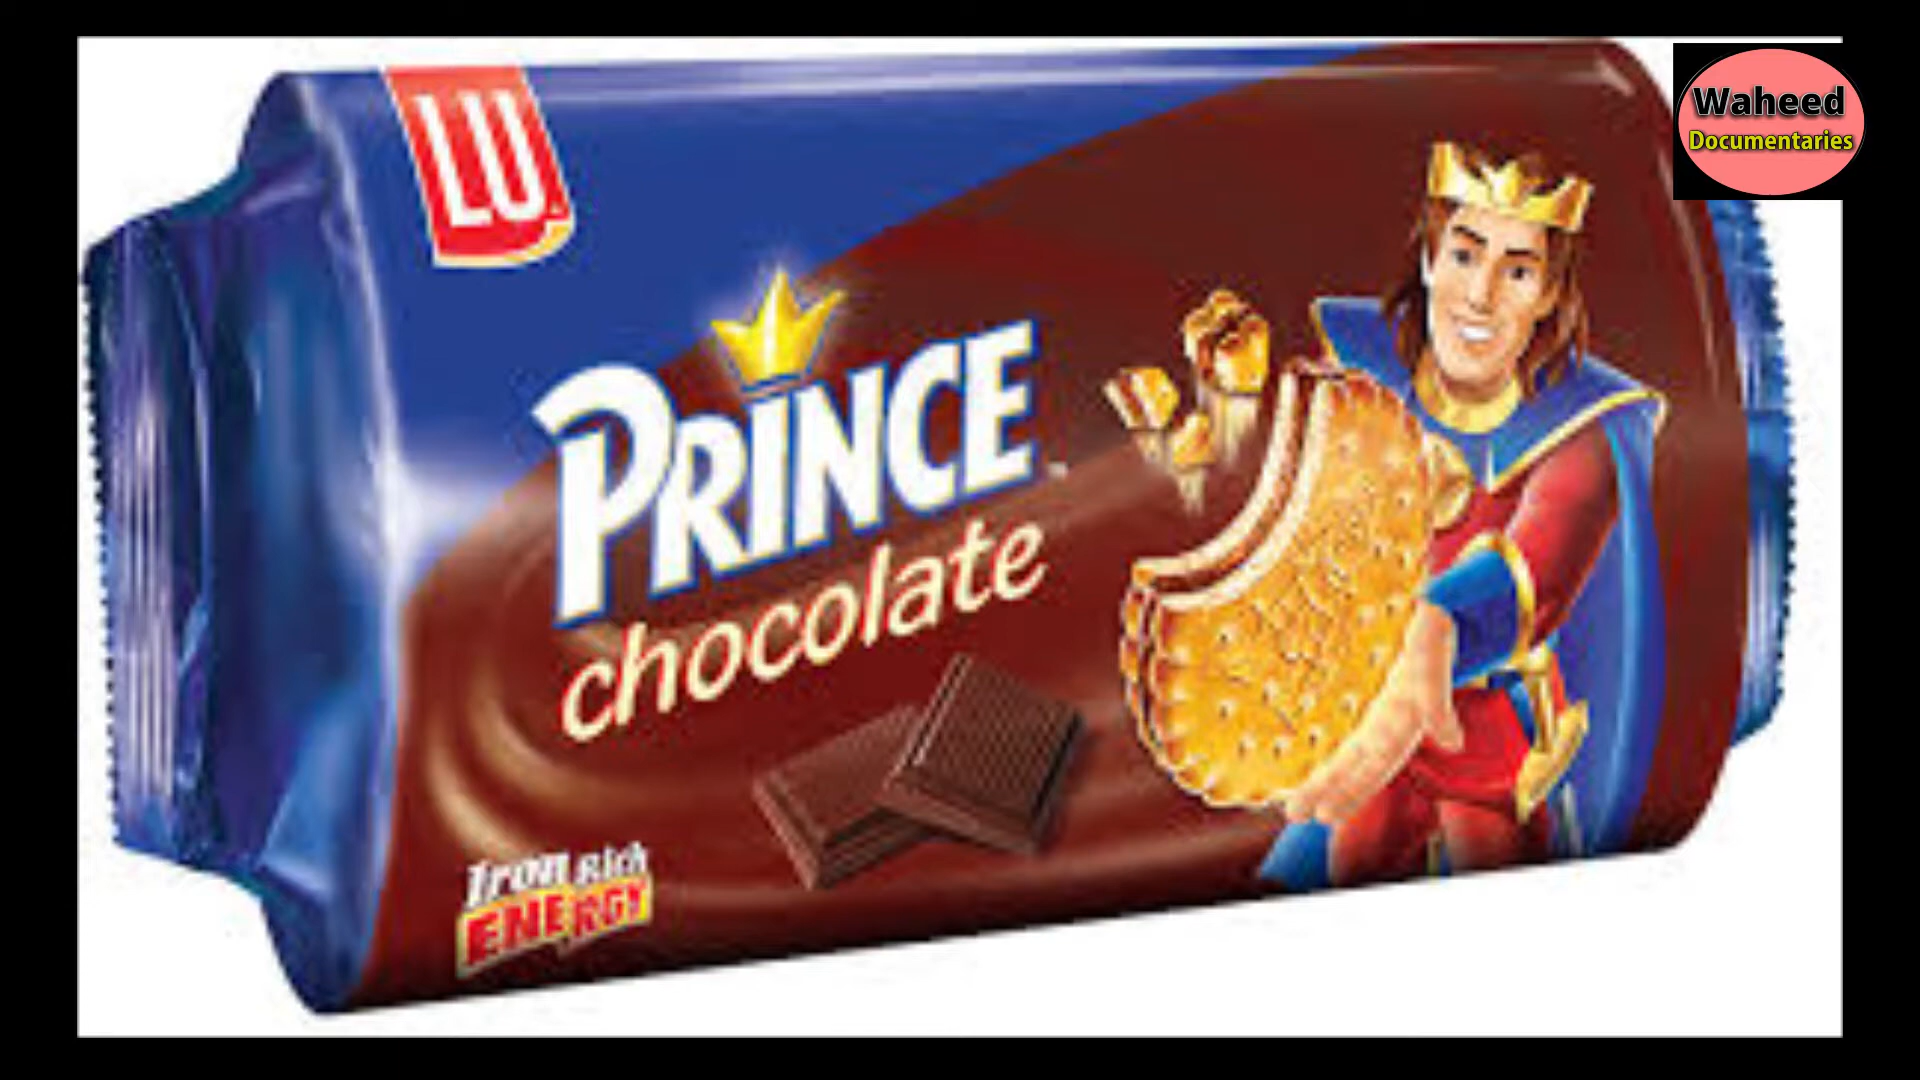 LU
PRINCE
chocolate
Iron Rich
ENERGY
Waheed
Documentaries